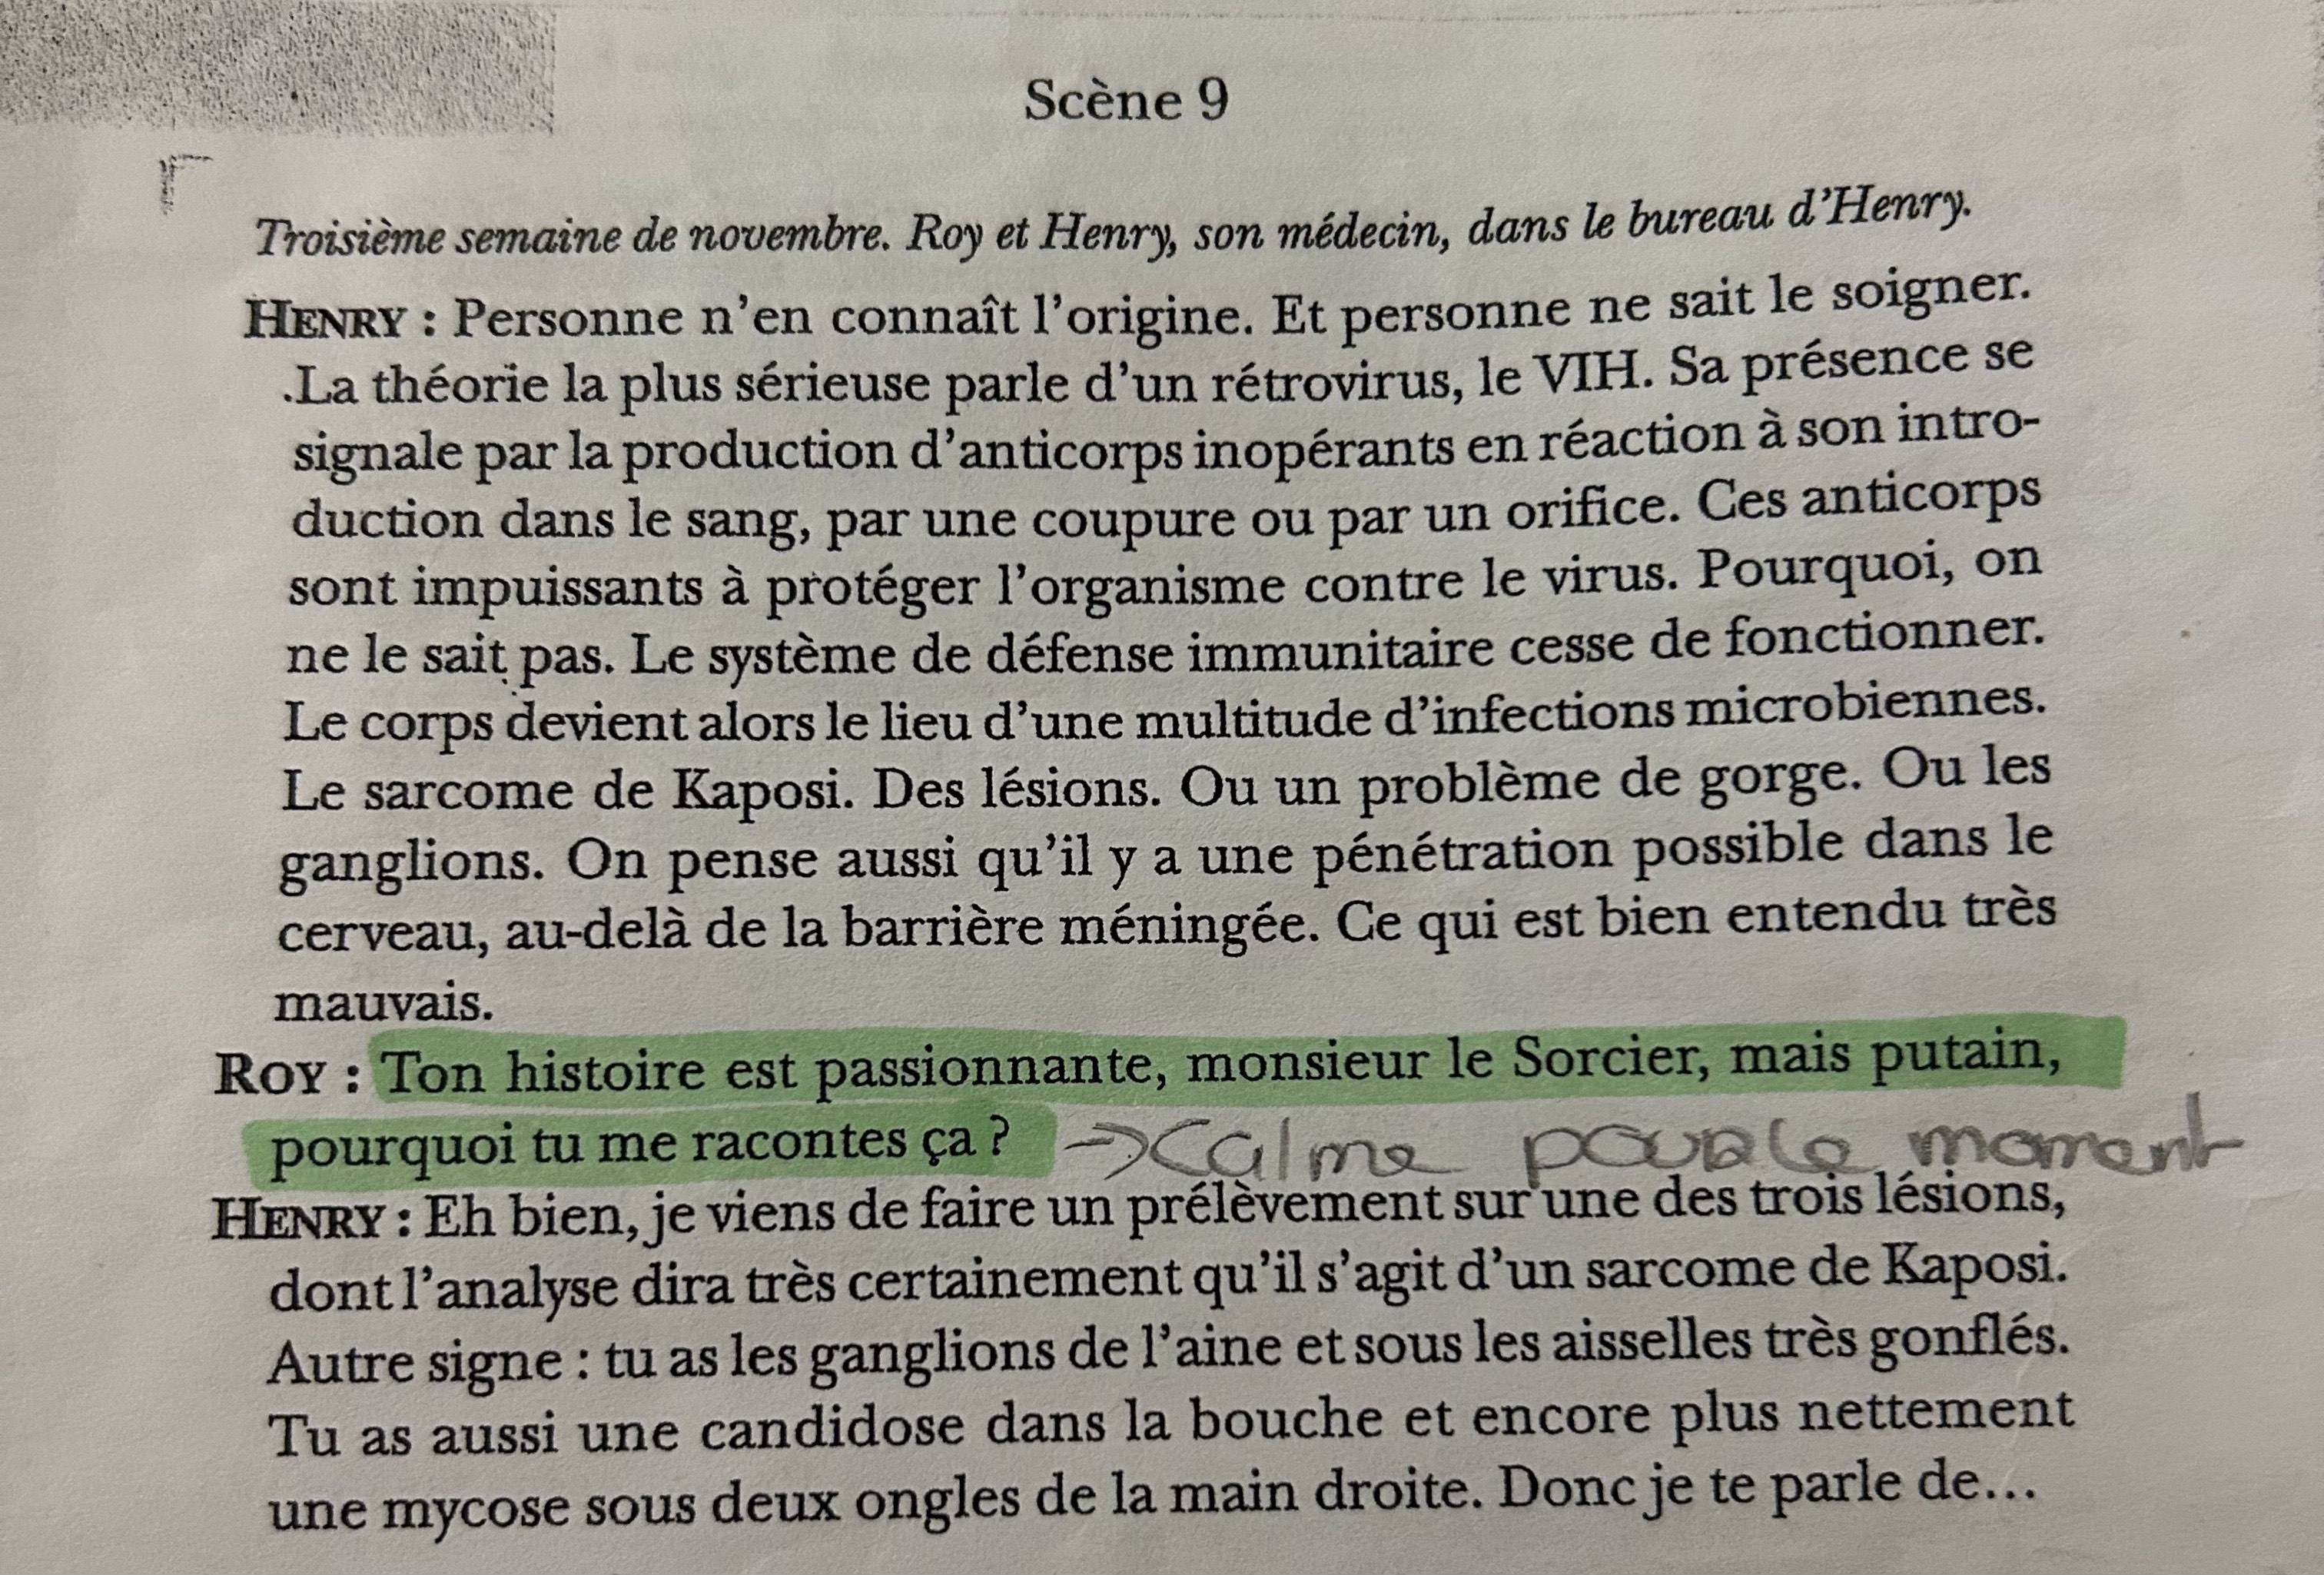 Scène 9
Troisième semaine de novembre. Roy et Henry, son médecin, dans le bureau d'Henry.
HENRY : Personne n'en connaît l'origine. Et personne ne sait le soigner.
.La théorie la plus sérieuse parle d'un rétrovirus, le VIH. Sa présence se
signale par la production d'anticorps inopérants en réaction à son intro-
duction dans le sang, par une coupure ou par un orifice. Ces anticorps
sont impuissants à protéger l'organisme contre le virus. Pourquoi, on
ne le sait pas. Le système de défense immunitaire cesse de fonctionner.
Le corps devient alors le lieu d'une multitude d'infections microbiennes.
Le sarcome de Kaposi. Des lésions. Ou un problème de gorge. Ou les
ganglions. On pense aussi qu'il y a une pénétration possible dans le
cerveau, au-delà de la barrière méningée. Ce qui est bien entendu très
mauvais.
ROY : Ton histoire est passionnante, monsieur le Sorcier, mais putain,
pourquoi tu me racontes ça ? → calme pour le moment
HENRY : Eh bien, je viens de faire un prélèvement sur une des trois lésions,
dont l'analyse dira très certainement qu'il s'agit d'un sarcome de Kaposi.
Autre signe : tu as les ganglions de l'aine et sous les aisselles très gonflés.
Tu as aussi une candidose dans la bouche et encore plus nettement
une mycose sous deux ongles de la main droite. Donc je te parle de...